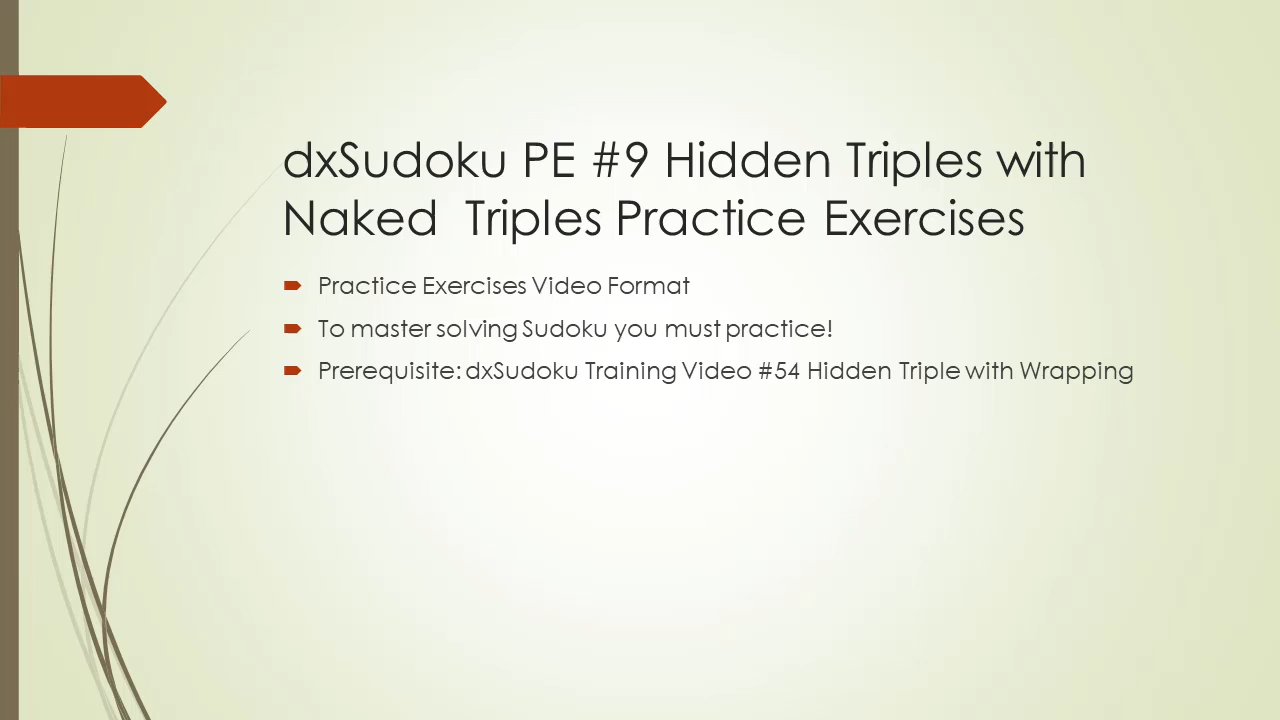 dxSudoku PE #9 Hidden Triples with
Naked  Triples Practice Exercises
Practice Exercises Video Format
To master solving Sudoku you must practice!
Prerequisite: dxSudoku Training Video #54 Hidden Triple with Wrapping